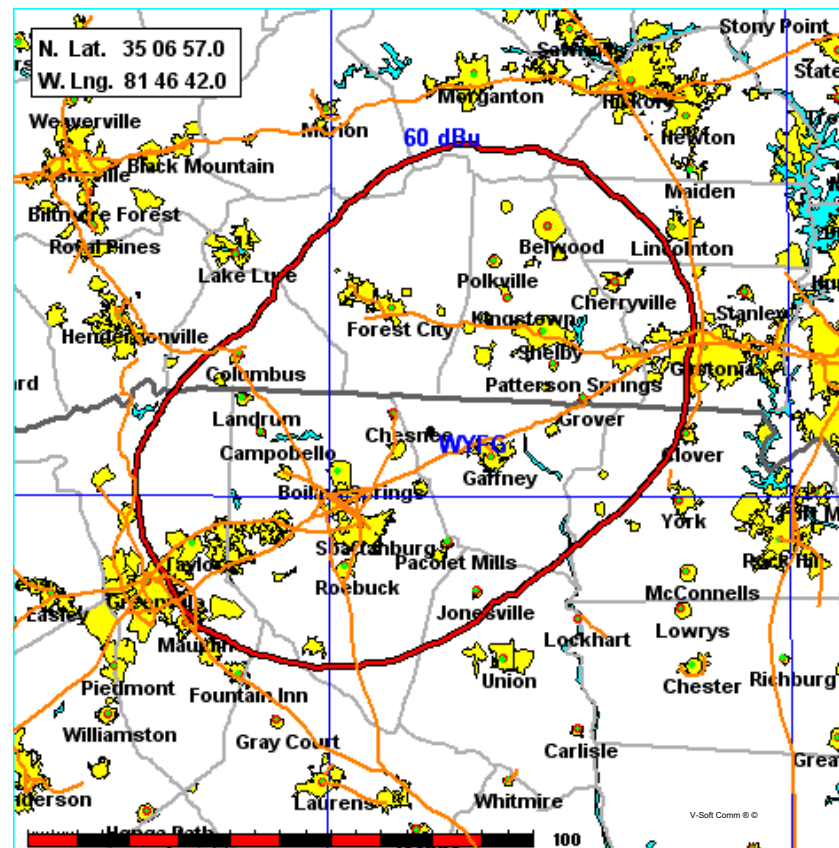 N. Lat. 35 06 57.0
W. Lng. 81 46 42.0
Stony Point
Morganton
Hickory
Weaverville
Marion
60 dBu
Newton
Black Mountain
Maiden
Biltmore Forest
Belwood
Lincolnton
Royal Pines
Lake Lure
Polkville
Cherryville
Stanley
Kingstown
Forest City
Hendersonville
Shelby
Gastonia
Columbus
Patterson Springs
Landrum
Grover
Chesnee
WYFG
Clover
Campobello
Gaffney
Boiling Springs
York
Spartanburg
Pacolet Mills
Rock Hill
Taylors
Roebuck
McConnells
Greenville
Easley
Jonesville
Lowrys
Mauldin
Lockhart
Union
Piedmont
Fountain Inn
Chester
Richburg
Williamston
Gray Court
Carlisle
Laurens
Whitmire
V-Soft Comm ® ©
100